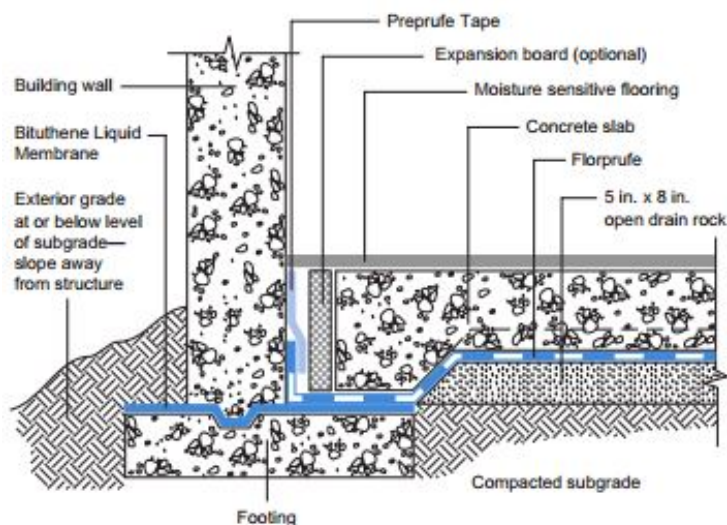 Preprufe Tape
Expansion board (optional)
Building wall
Moisture sensitive flooring
Bituthene Liquid
Membrane
Concrete slab
Florprufe
Exterior grade
at or below level
of subgrade—
slope away
from structure
5 in. x 8 in.
open drain rock
Compacted subgrade
Footing